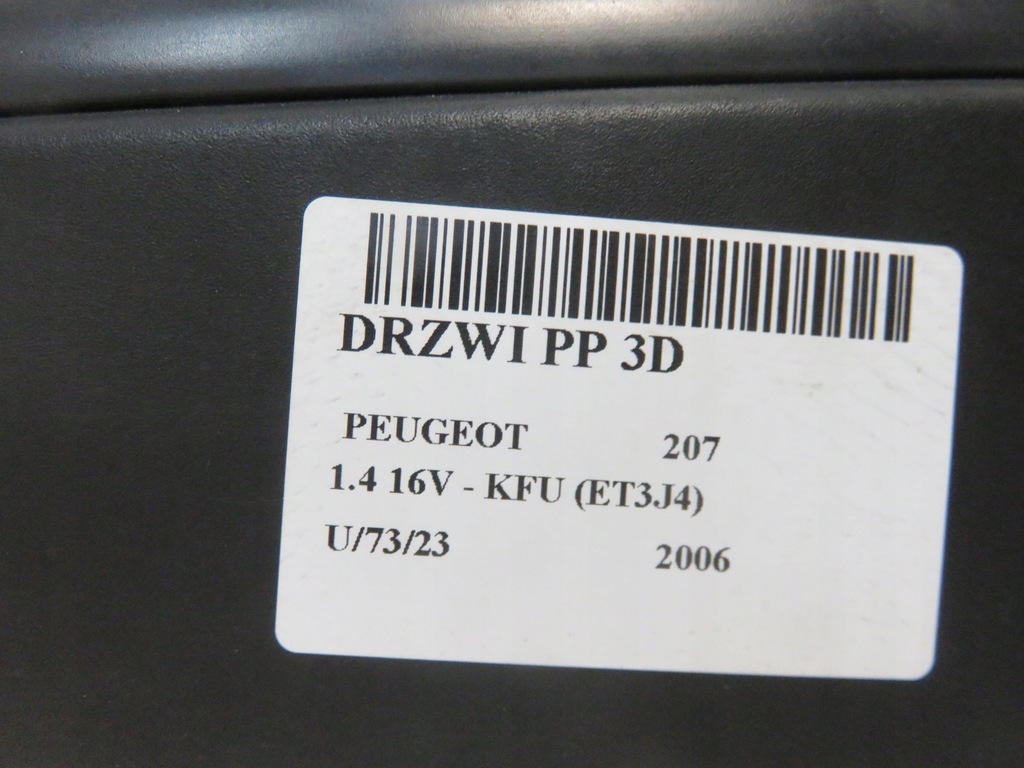 DRZWI PP 3D
PEUGEOT 207
1.4 16V - KFU (ET3J4)
U/73/23 2006